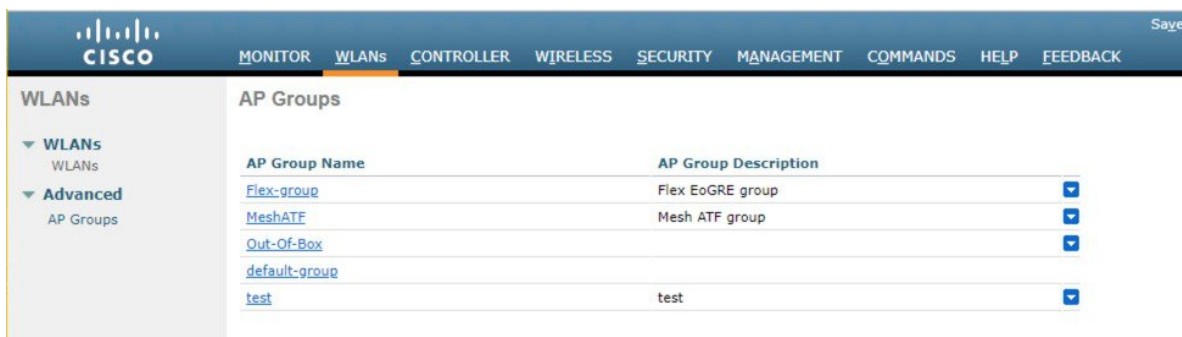 Save
CISCO
MONITOR WLANs CONTROLLER WIRELESS SECURITY MANAGEMENT COMMANDS HELP FEEDBACK
WLANs
WLANs
WLANs
Advanced
AP Groups
AP Groups
AP Group Name AP Group Description
Flex-group Flex EoGRE group
MeshATF Mesh ATF group
Out-Of-Box
default-group
test test